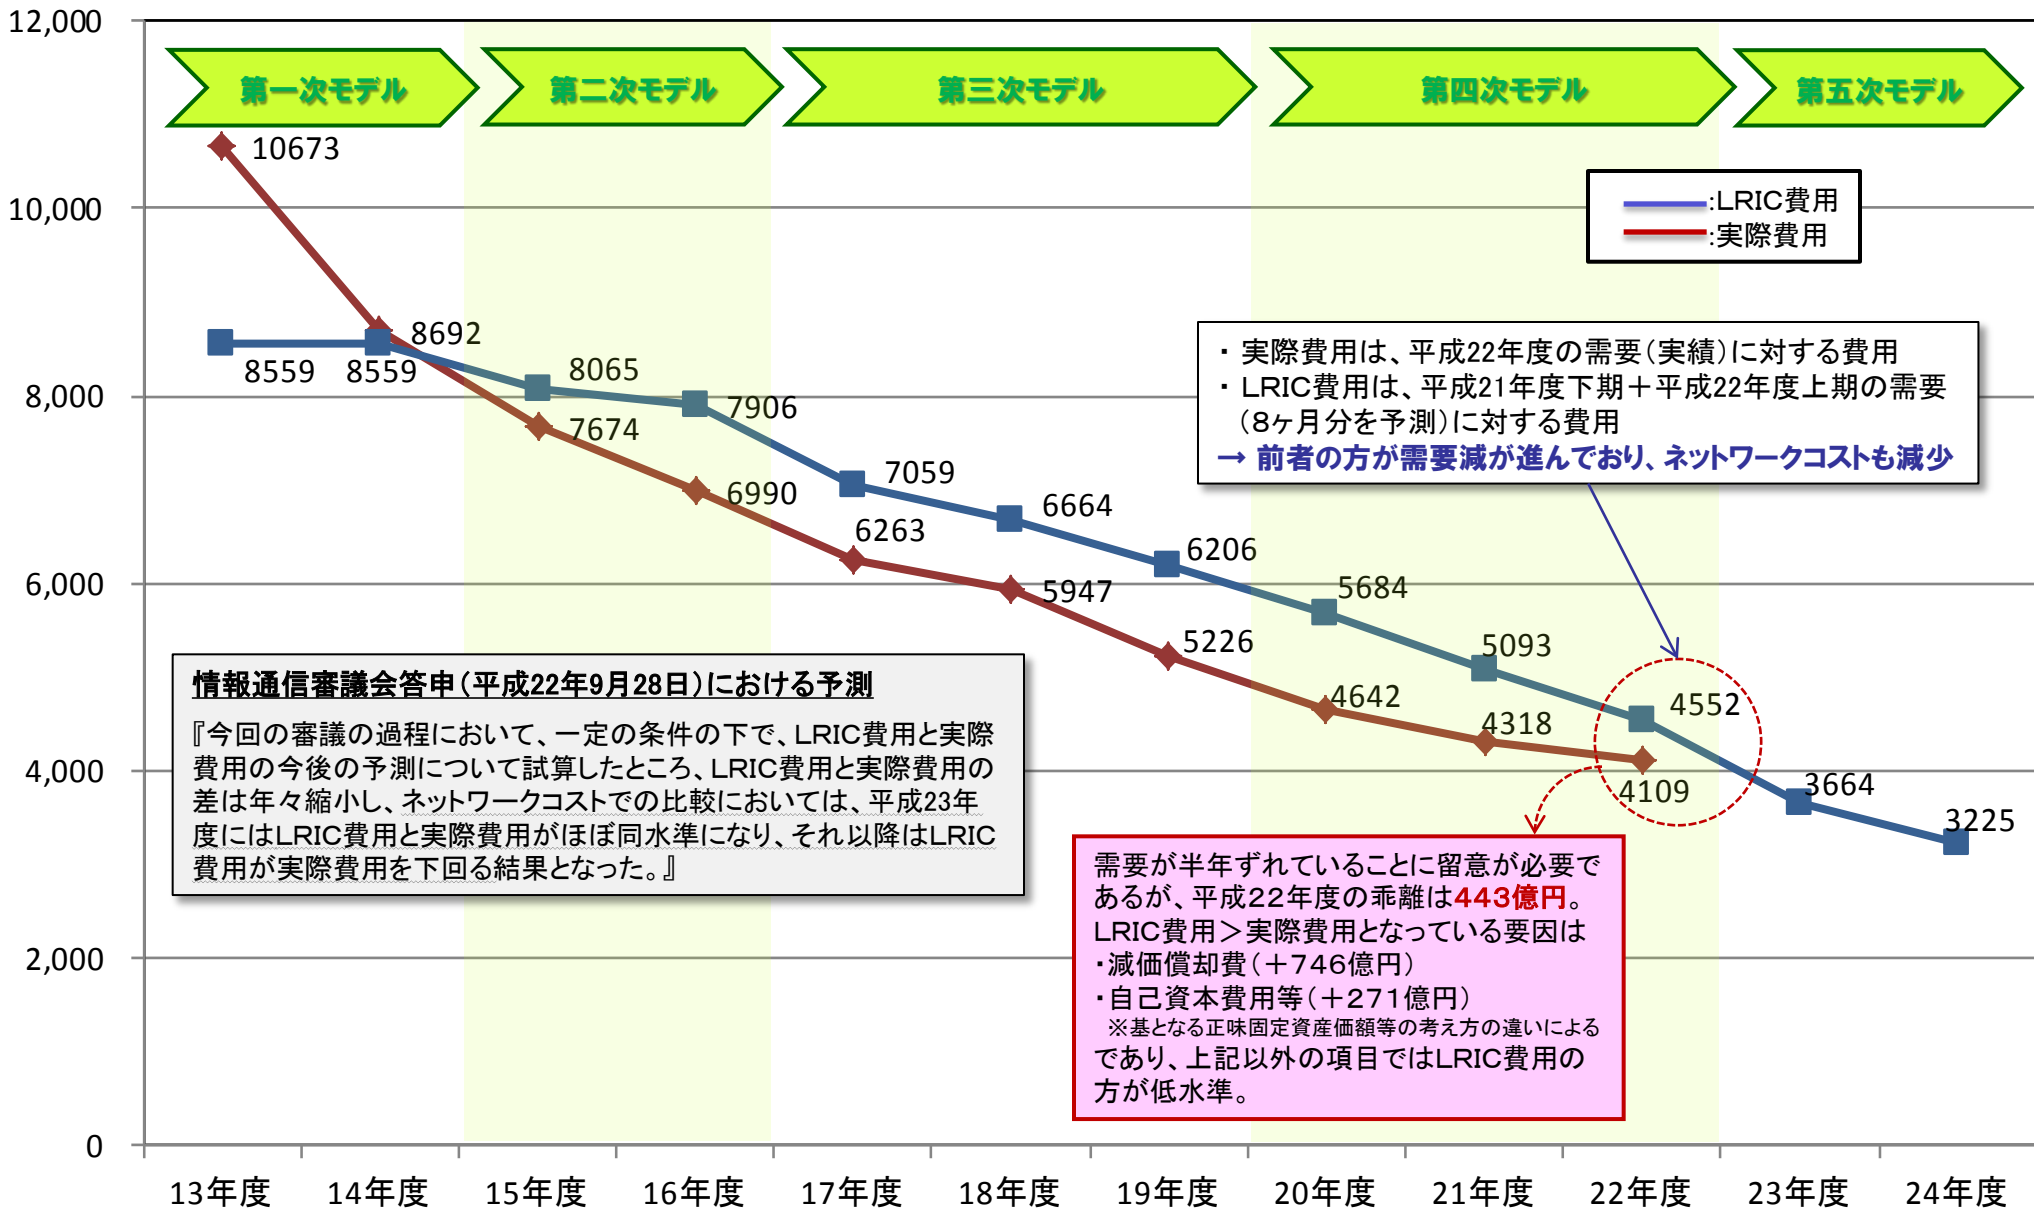 12,000
10,000
8,000
6,000
4,000
2,000
0
第一次モデル
第二次モデル
第三次モデル
第四次モデル
第五次モデル
:LRIC費用
:実際費用
10673
8692
7674
6990
6263
5947
5226
4642
4318
4109
8559
8559
8065
7906
7059
6664
6206
5684
5093
4552
3664
3225
・ 実際費用は、平成22年度の需要(実績)に対する費用
・ LRIC費用は、平成21年度下期＋平成22年度上期の需要
(8ヶ月分を予測)に対する費用
→ 前者の方が需要減が進んでおり、ネットワークコストも減少
情報通信審議会答申(平成22年9月28日)における予測
『今回の審議の過程において、一定の条件の下で、LRIC費用と実際
費用の今後の予測について試算したところ、LRIC費用と実際費用の
差は年々縮小し、ネットワークコストでの比較においては、平成23年
度にはLRIC費用と実際費用がほぼ同水準になり、それ以降はLRIC
費用が実際費用を下回る結果となった。』
需要が半年ずれていることに留意が必要で
あるが、平成22年度の乖離は443億円。
LRIC費用＞実際費用となっている要因は
・減価償却費(＋746億円)
・自己資本費用等(＋271億円)
※基となる正味固定資産価額等の考え方の違いによる
であり、上記以外の項目ではLRIC費用の
方が低水準。
13年度
14年度
15年度
16年度
17年度
18年度
19年度
20年度
21年度
22年度
23年度
24年度